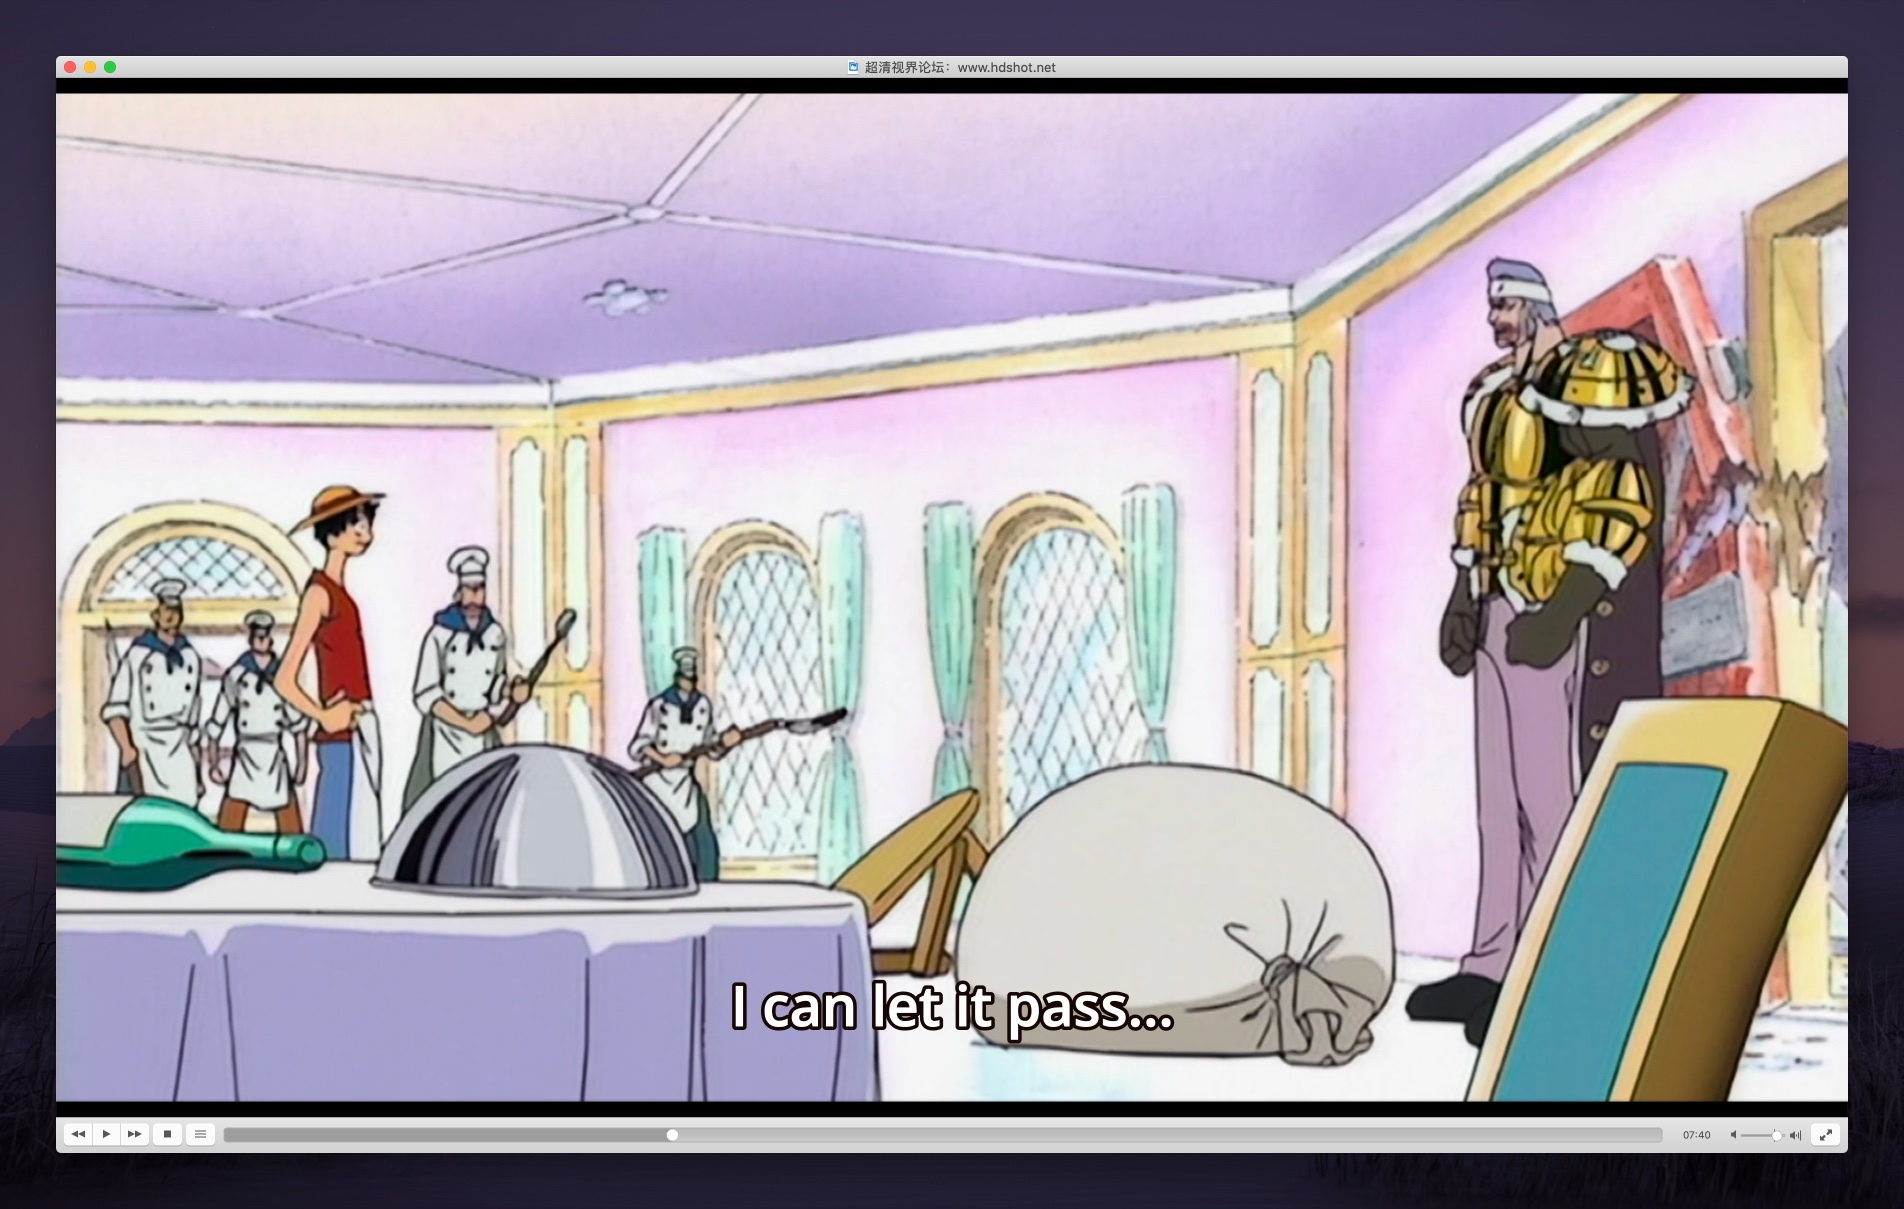 超清视界论坛：www.hdshot.net
I can let it pass...
07:40